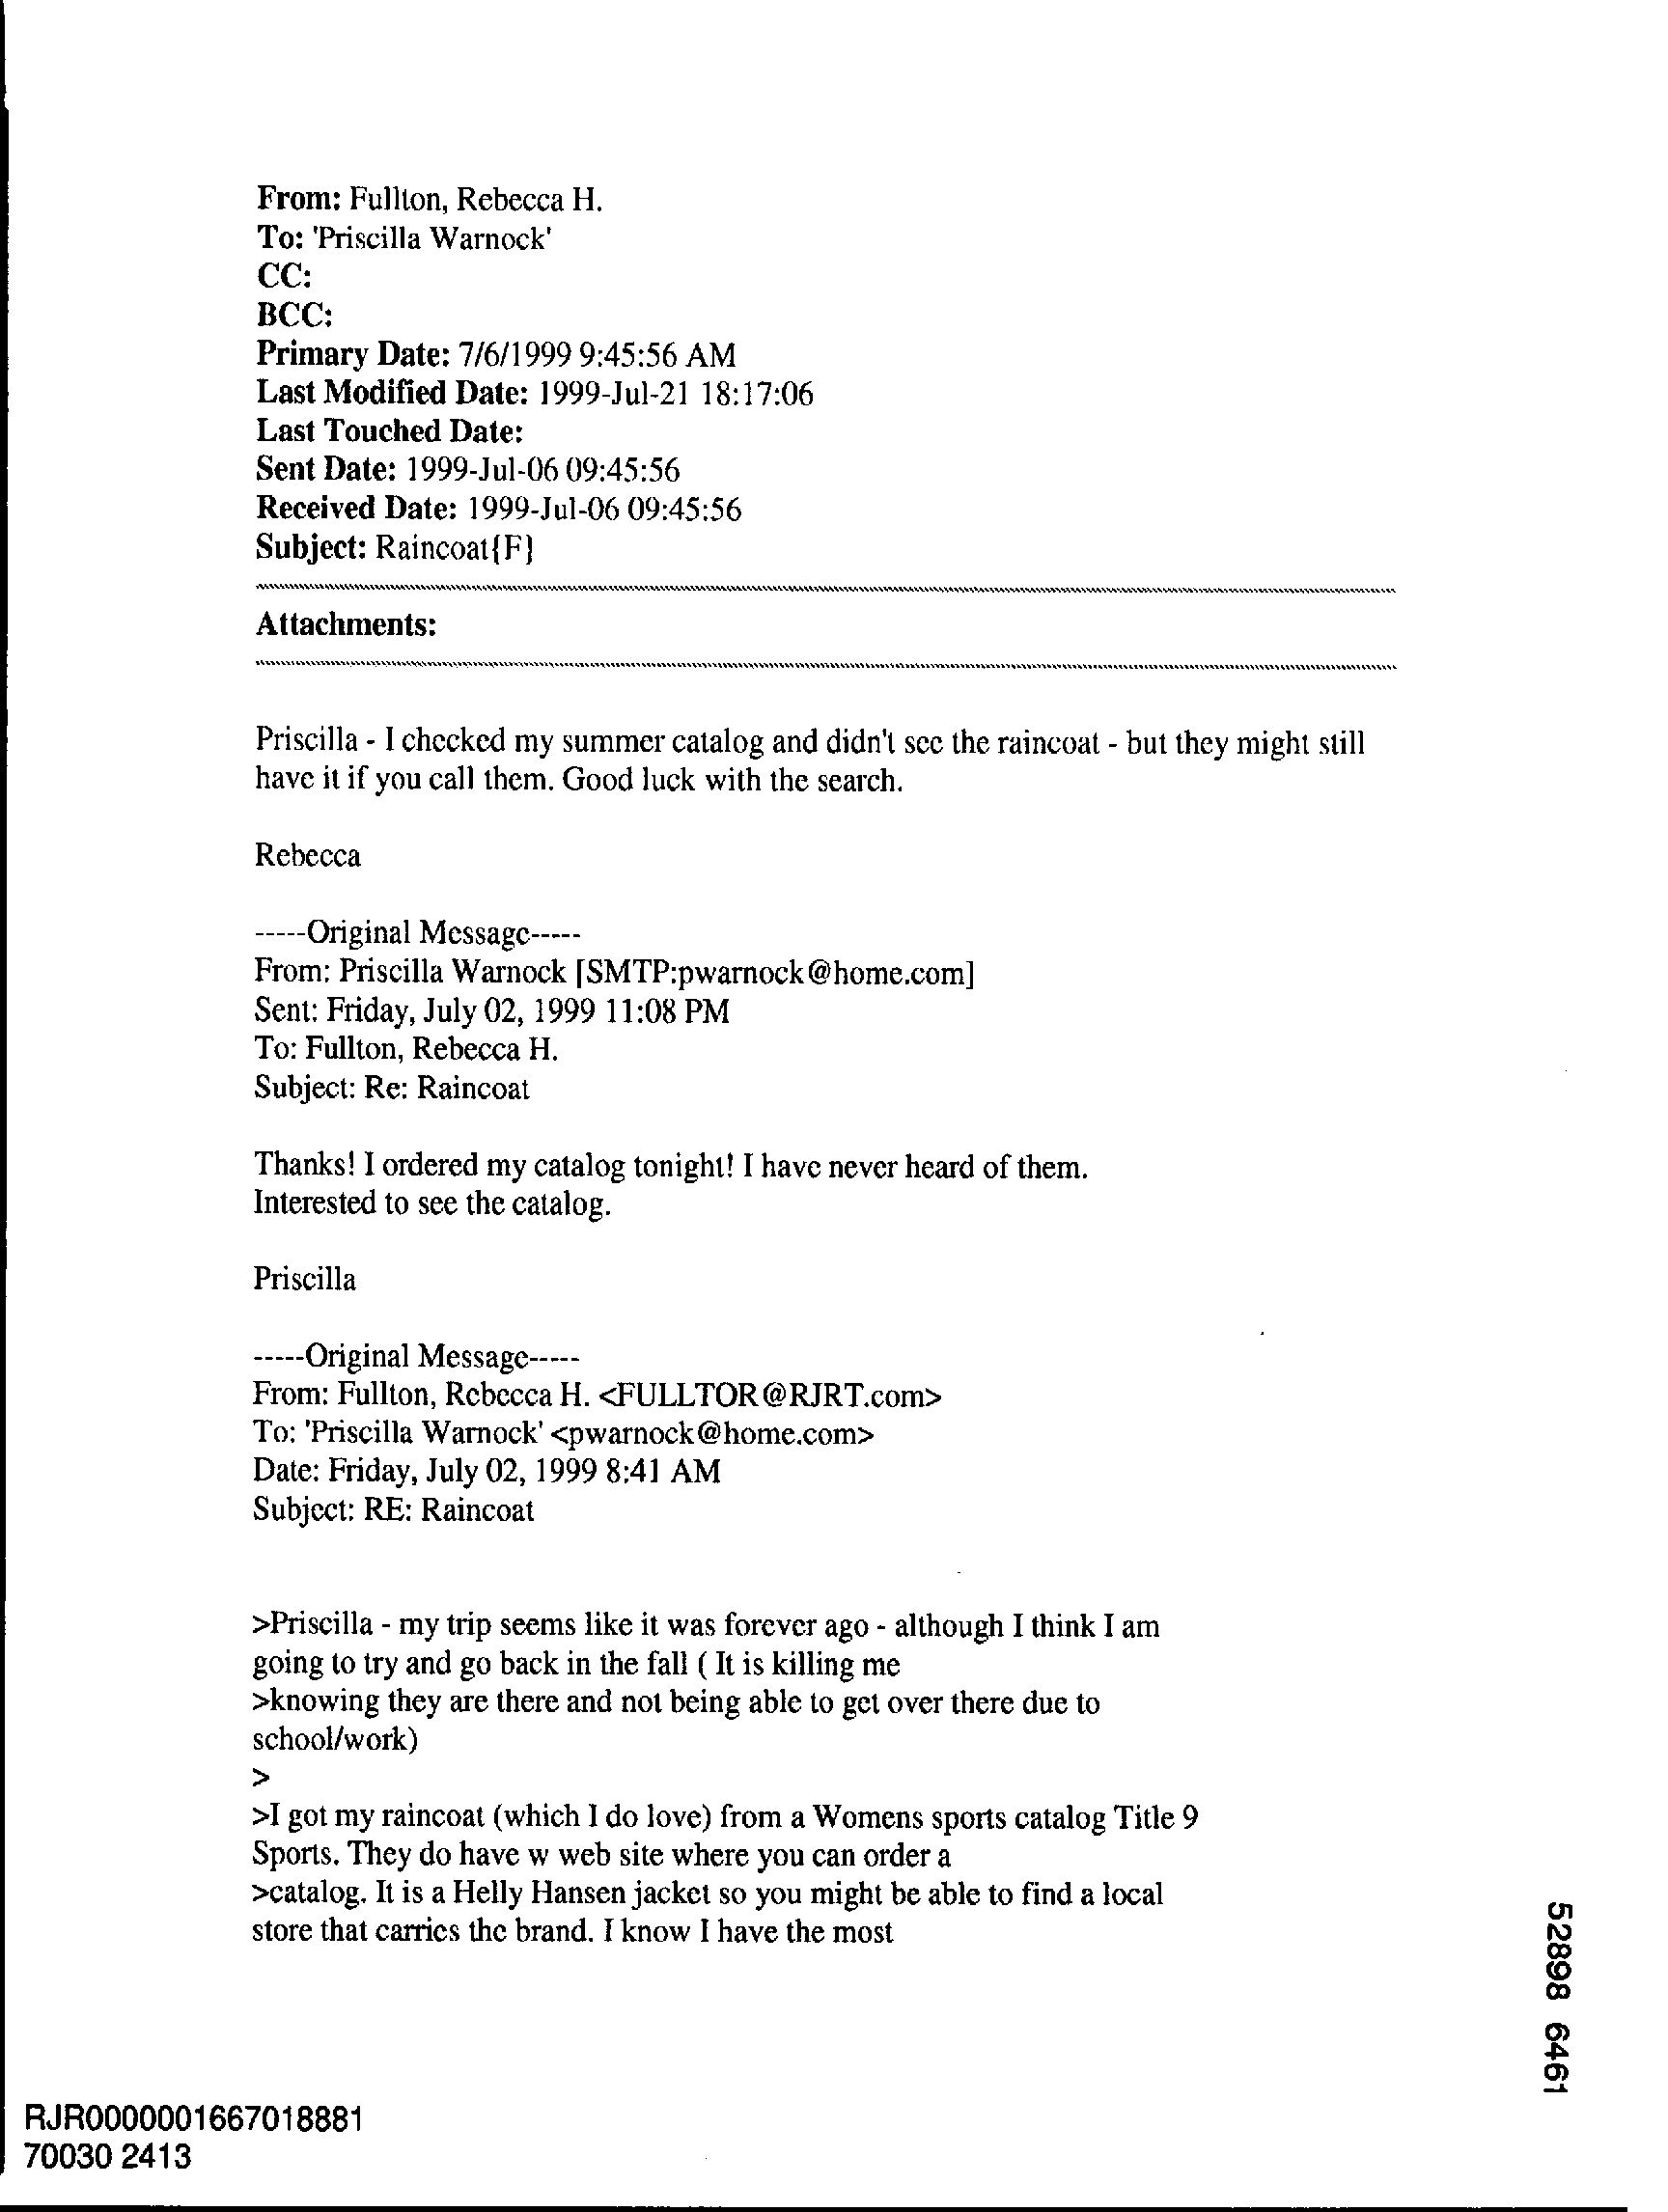 From: Fullton, Rebecca H.
To: 'Priscilla Warnock'
CC:
BCC:
Primary Date: 7/6/1999 9:45:56 AM
Last Modified Date: 1999-Jul-21 18:17:06
Last Touched Date:
Sent Date: 1999-Jul-06 09:45:56
Received Date: 1999-Jul-06 09:45:56
Subject: Raincoat{F}
Attachments:
Priscilla - I checked my summer catalog and didn't see the raincoat - but they might still
have it if you call them. Good luck with the search.
Rebecca
-----Original Message-----
From: Priscilla Warnock [SMTP:pwarnock@home.com]
Sent: Friday, July 02, 1999 11:08 PM
To: Fullton, Rebecca H.
Subject: Re: Raincoat
Thanks! I ordered my catalog tonight! I have never heard of them.
Interested to see the catalog.
Priscilla
-----Original Message-----
From: Fullton, Rebecca H. <FULLTOR@RJRT.com>
To: 'Priscilla Warnock' <pwarnock@home.com>
Date: Friday, July 02, 1999 8:41 AM
Subject: RE: Raincoat
>Priscilla - my trip seems like it was forever ago - although I think I am
going to try and go back in the fall ( It is killing me
>knowing they are there and not being able to get over there due to
school/work)
>
>I got my raincoat (which I do love) from a Womens sports catalog Title 9
Sports. They do have w web site where you can order a
>catalog. It is a Helly Hansen jacket so you might be able to find a local
store that carries the brand. I know I have the most
52898 6461
RJR0000001667018881
70030 2413